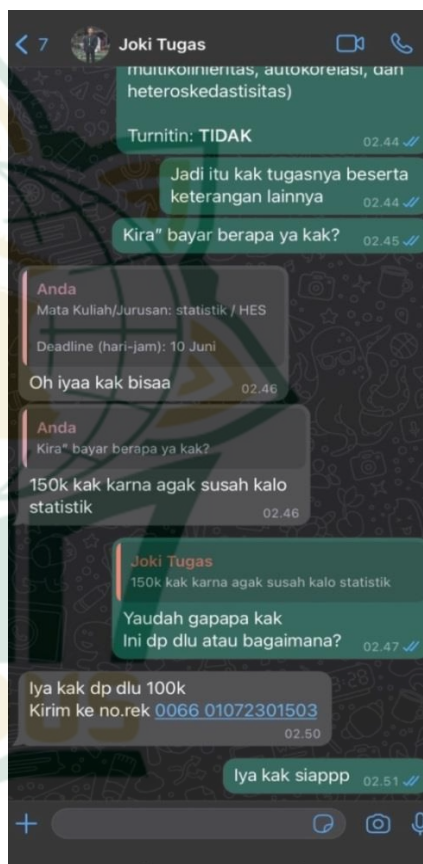 7
Joki Tugas
multikolinieritas, autokorelasi, dan
heteroskedastisitas)
Turnitin: TIDAK
02.44
Jadi itu kak tugasnya beserta
keterangan lainnya
02.44
Kira" bayar berapa ya kak?
02.45
Anda
Mata Kuliah/Jurusan: statistik / HES
Deadline (hari-jam): 10 Juni
Oh iyaa kak bisaa
02.46
Anda
Kira" bayar berapa ya kak?
150k kak karna agak susah kalo
statistik
02.46
Joki Tugas
150k kak karna agak susah kalo statistik
Yaudah gapapa kak
Ini dp dlu atau bagaimana?
02.47
Iya kak dp dlu 100k
Kirim ke no.rek 0066 01072301503
02.50
Iya kak siappp
02.51